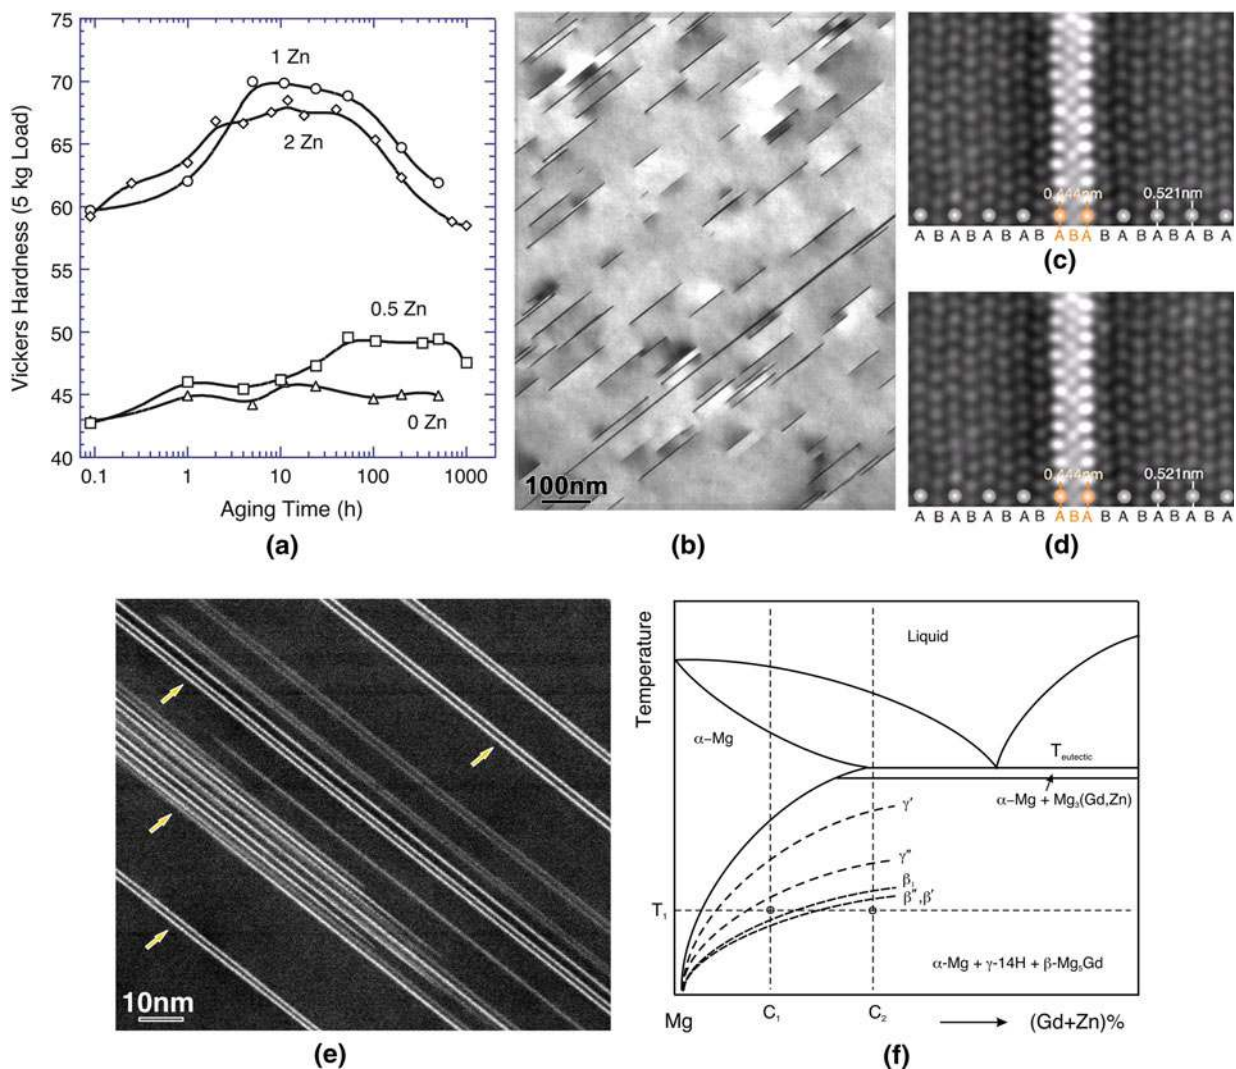 75
70
65
60
55
50
45
40
Vickers Hardness (5 kg Load)
1 Zn
2 Zn
0.5 Zn
0 Zn
0.1 1 10 100 1000
Aging Time (h)
(a)
100nm
(b)
0.444nm 0.521nm
A B A B A B A B A B A B A B A B A B A
(c)
0.444nm 0.521nm
A B A B A B A B A B A B A B A B A B A
(d)
10nm
(e)
Temperature
Liquid
α–Mg
T eutectic
α–Mg + Mg₃(Gd,Zn)
γ'
γ''
β₁
β'',β'
T₁
α-Mg + γ-14H + β-Mg₅Gd
Mg C₁ C₂ (Gd+Zn)%
(f)